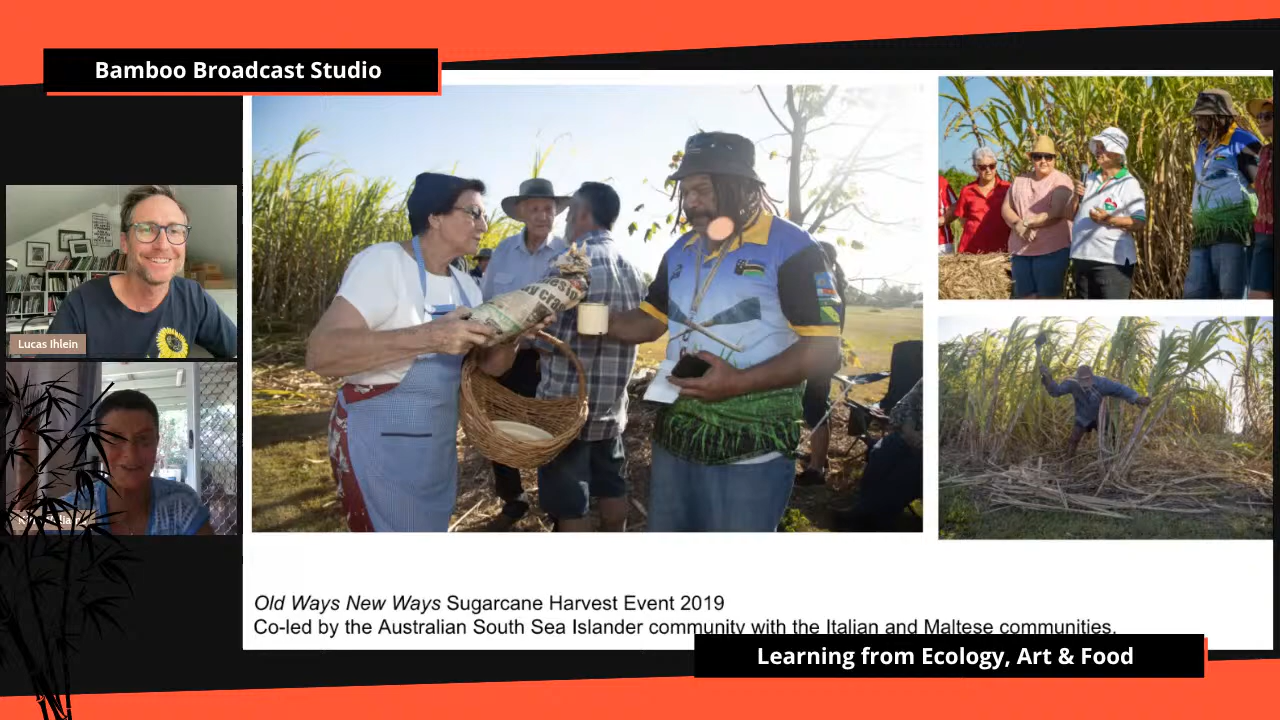 Bamboo Broadcast Studio
Lucas Ihlein
Old Ways New Ways Sugarcane Harvest Event 2019
Co-led by the Australian South Sea Islander community with the Italian and Maltese communities.
Learning from Ecology, Art & Food